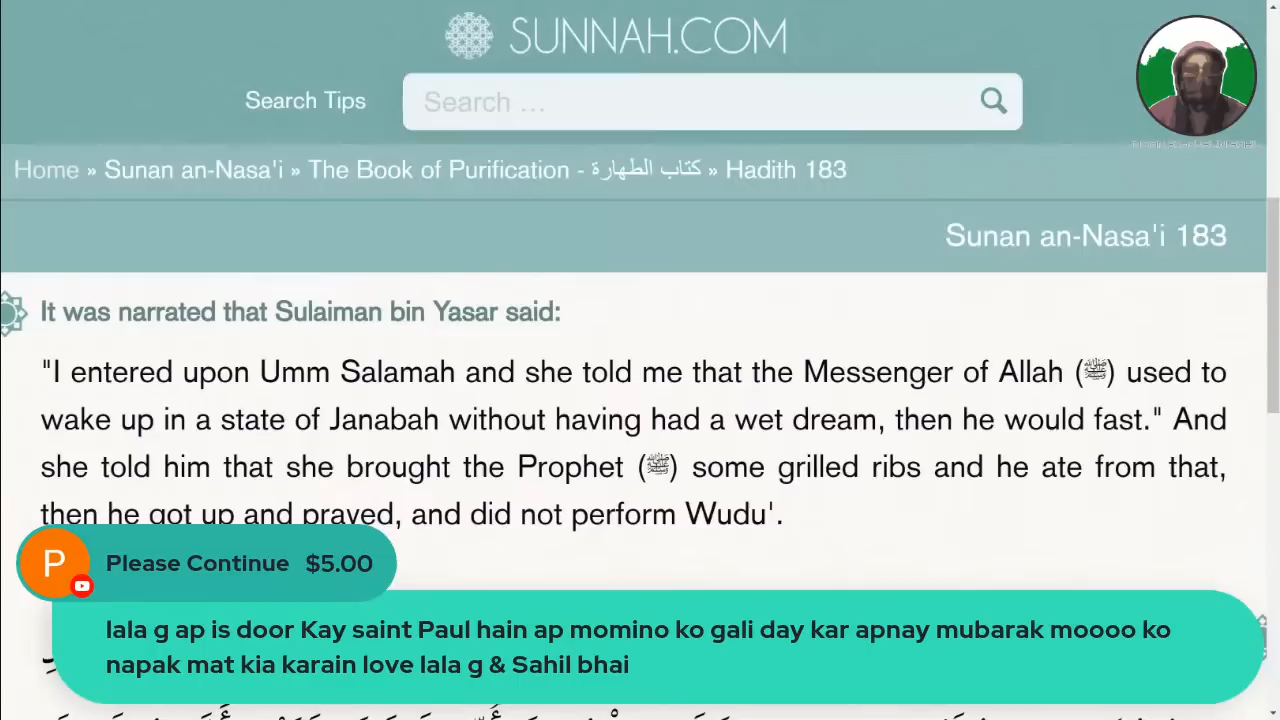 SUNNAH.COM
Search Tips
Search ...
Home » Sunan an-Nasa'i » The Book of Purification - كتاب الطهارة » Hadith 183
Sunan an-Nasa'i 183
It was narrated that Sulaiman bin Yasar said:
"I entered upon Umm Salamah and she told me that the Messenger of Allah (ﷺ) used to
wake up in a state of Janabah without having had a wet dream, then he would fast." And
she told him that she brought the Prophet (ﷺ) some grilled ribs and he ate from that,
then he got up and prayed, and did not perform Wudu'.
P
Please Continue $5.00
lala g ap is door Kay saint Paul hain ap momino ko gali day kar apnay mubarak moooo ko
napak mat kia karain love lala g & Sahil bhai